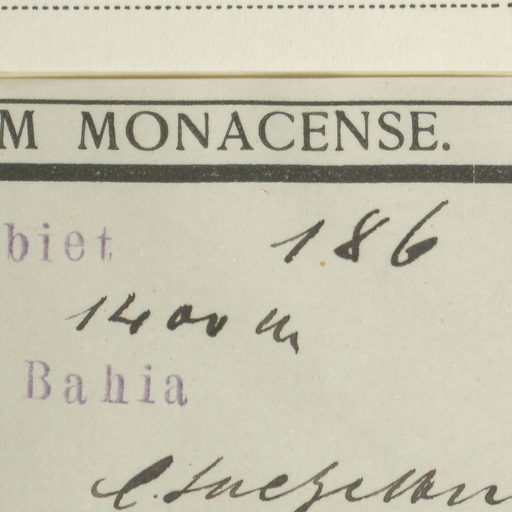 M MONACENSE.
biet 186
1400 m
Bahia